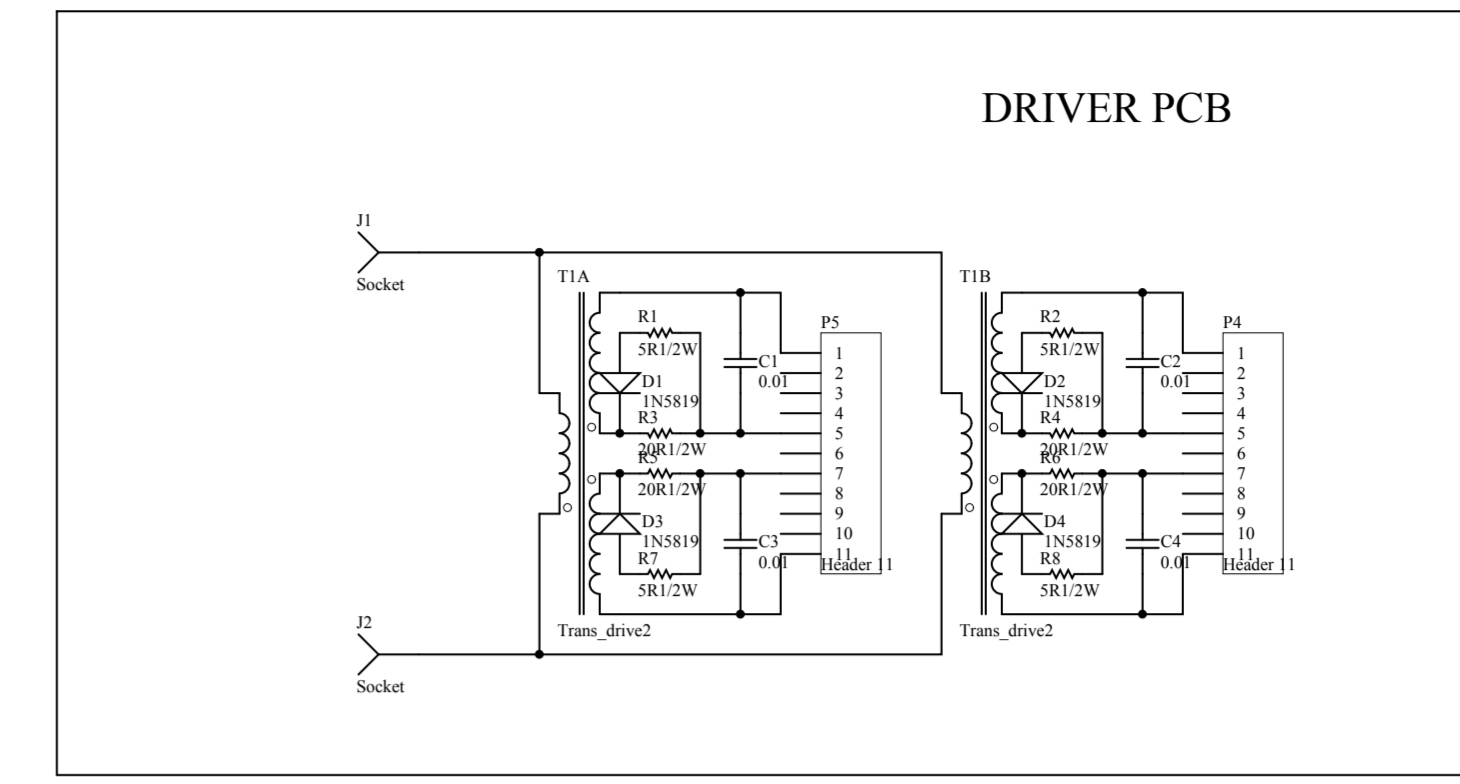 DRIVER PCB
J1
Socket
T1A
R1
5R1/2W
D1
1N5819
R3
20R1/2W
R5
20R1/2W
D3
1N5819
R7
5R1/2W
C1
0.01
C3
0.01
P5
1
2
3
4
5
6
7
8
9
10
11
Header 11
Trans_drive2
T1B
R2
5R1/2W
D2
1N5819
R4
20R1/2W
R6
20R1/2W
D4
1N5819
R8
5R1/2W
C2
0.01
C4
0.01
P4
1
2
3
4
5
6
7
8
9
10
11
Header 11
Trans_drive2
J2
Socket